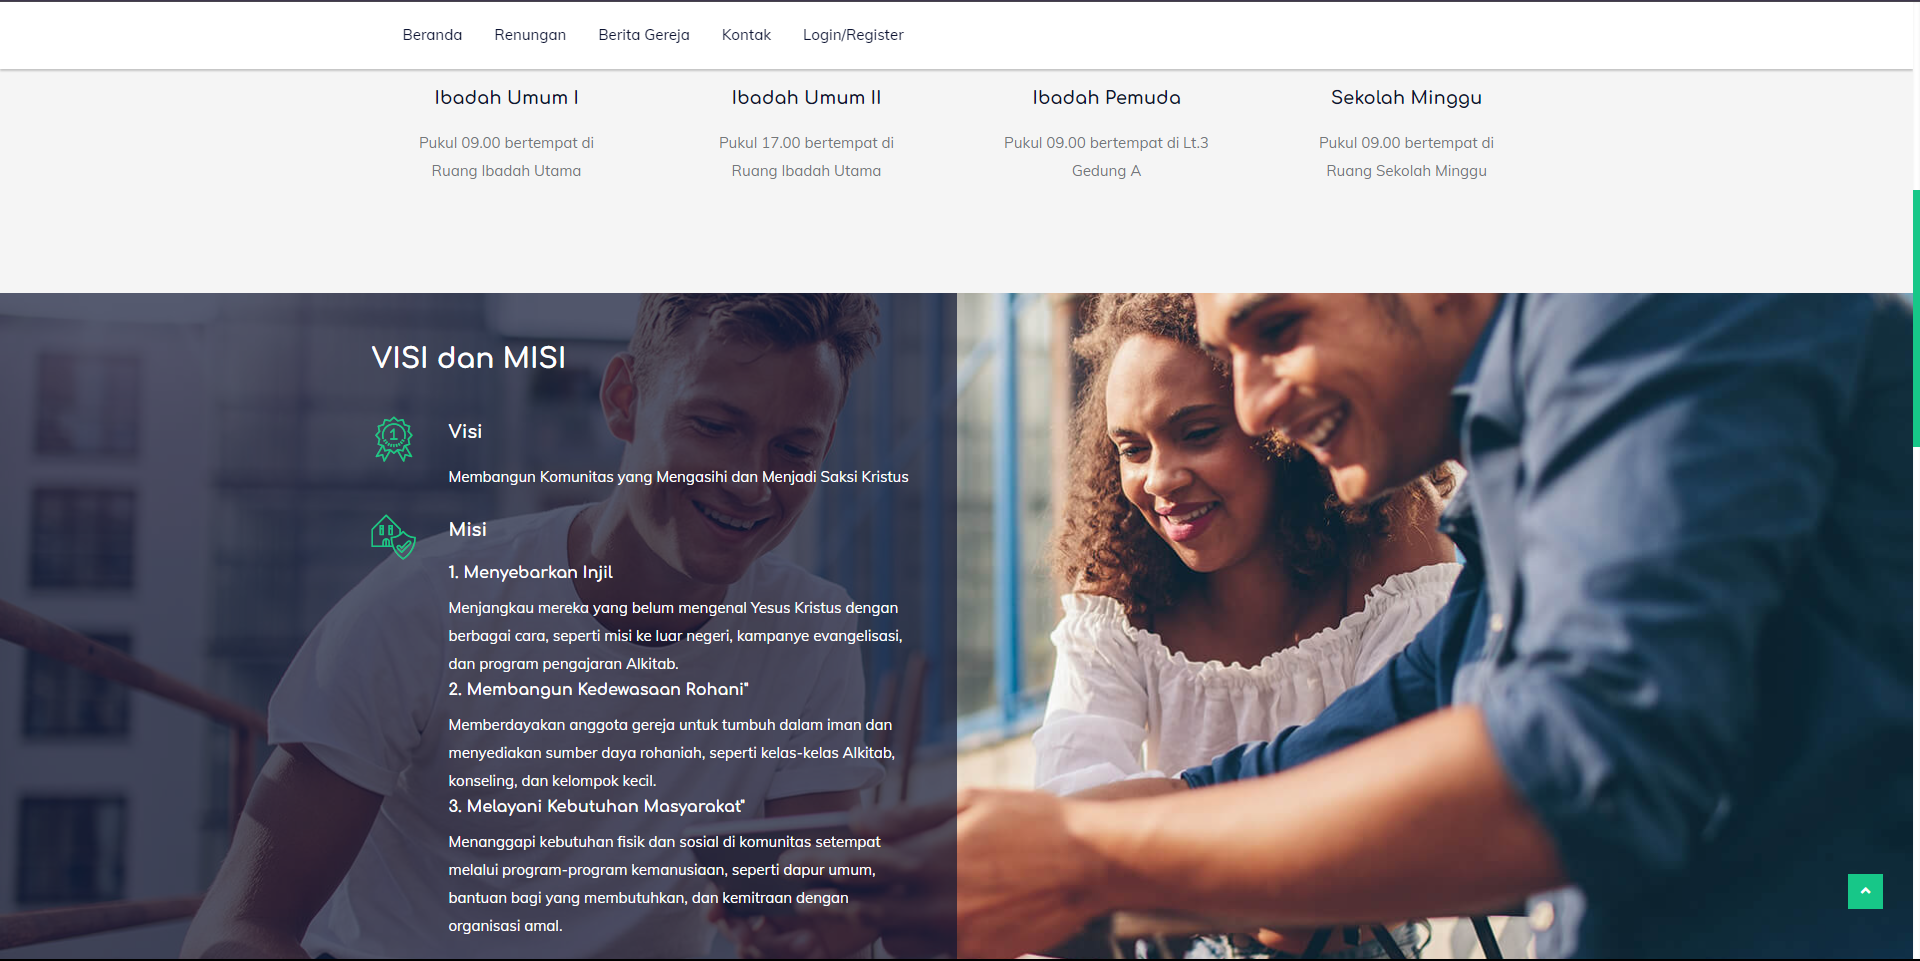 Beranda Renungan Berita Gereja Kontak Login/Register
Ibadah Umum I
Pukul 09.00 bertempat di
Ruang Ibadah Utama
Ibadah Umum II
Pukul 17.00 bertempat di
Ruang Ibadah Utama
Ibadah Pemuda
Pukul 09.00 bertempat di Lt.3
Gedung A
Sekolah Minggu
Pukul 09.00 bertempat di
Ruang Sekolah Minggu
VISI dan MISI
1
Visi
Membangun Komunitas yang Mengasihi dan Menjadi Saksi Kristus
Misi
1. Menyebarkan Injil
Menjangkau mereka yang belum mengenal Yesus Kristus dengan
berbagai cara, seperti misi ke luar negeri, kampanye evangelisasi,
dan program pengajaran Alkitab.
2. Membangun Kedewasaan Rohani"
Memberdayakan anggota gereja untuk tumbuh dalam iman dan
menyediakan sumber daya rohaniah, seperti kelas-kelas Alkitab,
konseling, dan kelompok kecil.
3. Melayani Kebutuhan Masyarakat"
Menanggapi kebutuhan fisik dan sosial di komunitas setempat
melalui program-program kemanusiaan, seperti dapur umum,
bantuan bagi yang membutuhkan, dan kemitraan dengan
organisasi amal.